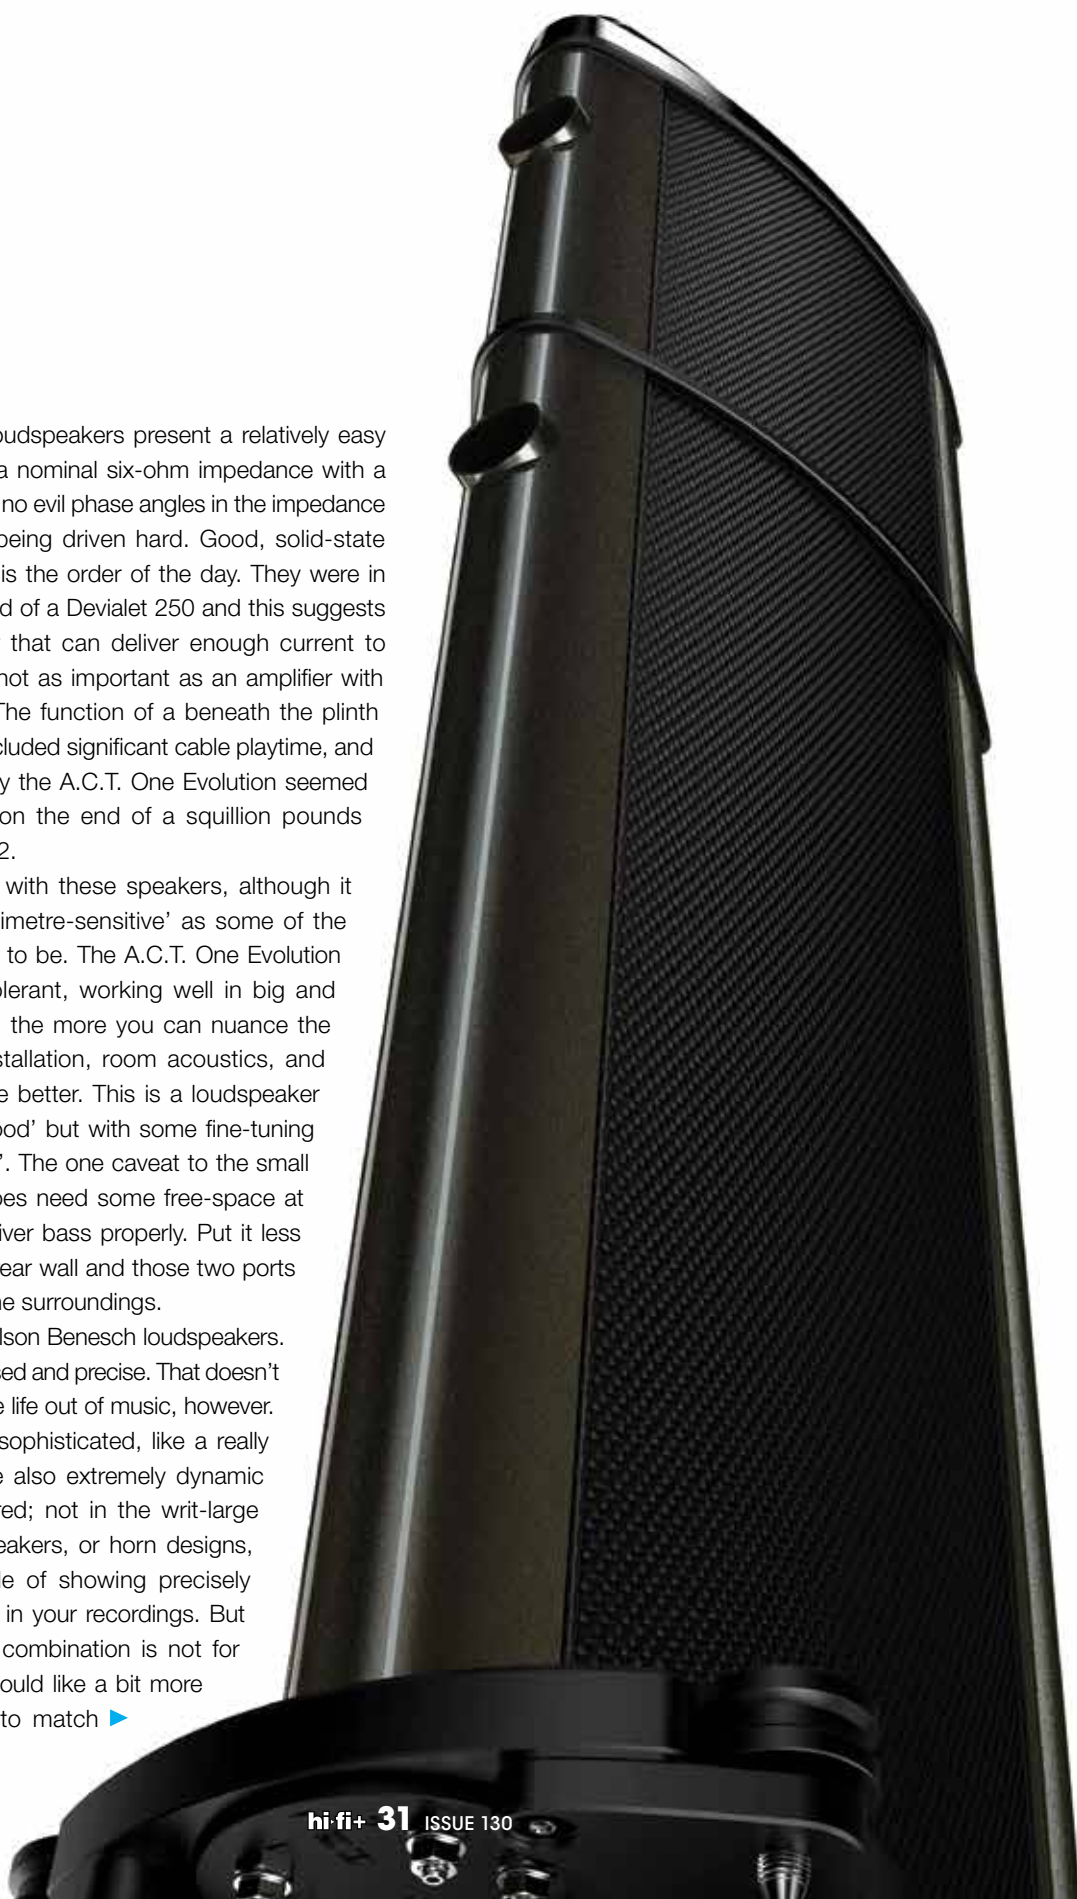 oudspeakers present a relatively easy
a nominal six-ohm impedance with a
no evil phase angles in the impedance
being driven hard. Good, solid-state
is the order of the day. They were in
d of a Devialet 250 and this suggests
that can deliver enough current to
not as important as an amplifier with
The function of a beneath the plinth
cluded significant cable playtime, and
y the A.C.T. One Evolution seemed
on the end of a squillion pounds
2.
with these speakers, although it
imetre-sensitive’ as some of the
to be. The A.C.T. One Evolution
olerant, working well in big and
the more you can nuance the
stallation, room acoustics, and
e better. This is a loudspeaker
ood’ but with some fine-tuning
’. The one caveat to the small
oes need some free-space at
iver bass properly. Put it less
ear wall and those two ports
ne surroundings.
lson Benesch loudspeakers.
sed and precise. That doesn’t
e life out of music, however.
sophisticated, like a really
e also extremely dynamic
red; not in the writ-large
eakers, or horn designs,
le of showing precisely
in your recordings. But
combination is not for
ould like a bit more
to match ▶
hi·fi+ 31 ISSUE 130